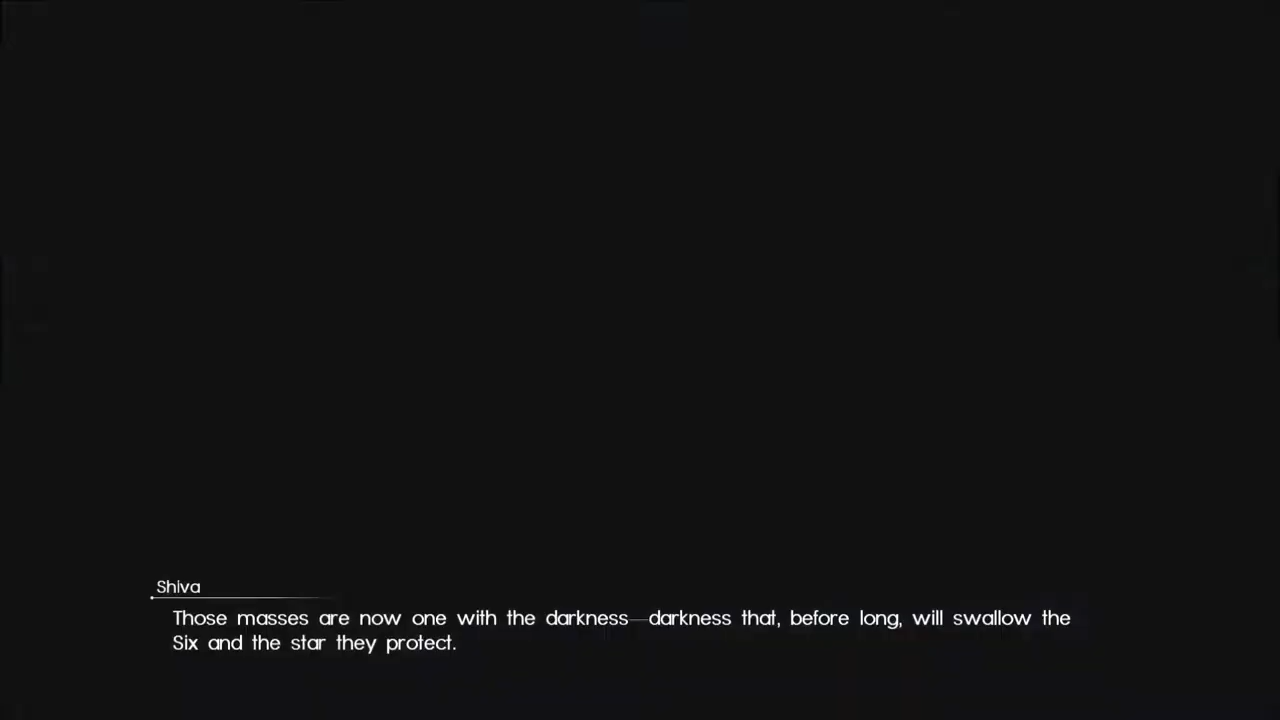 Shiva
Those masses are now one with the darkness—darkness that, before long, will swallow the
Six and the star they protect.